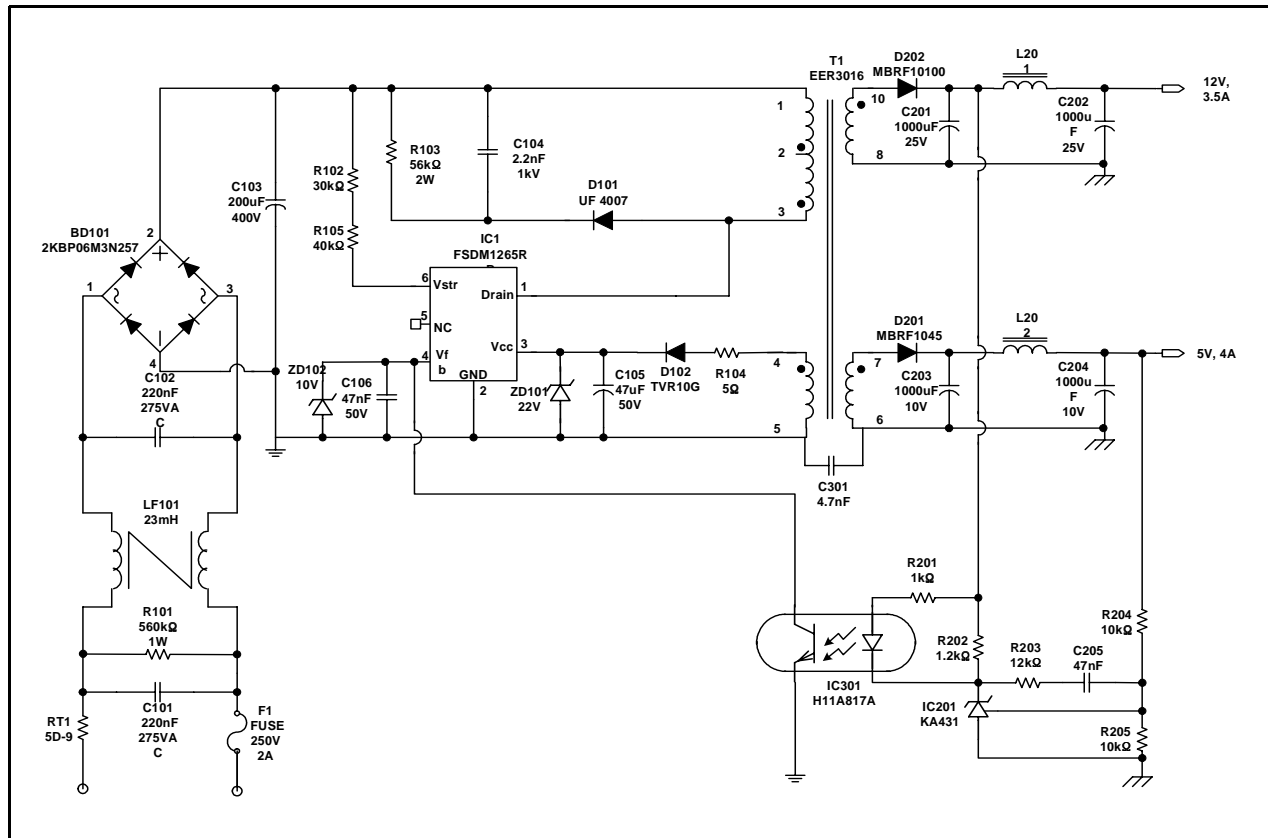 T1
EER3016
D202
MBRF10100
L20
1
12V,
3.5A
1
2
3
10
8
C201
1000uF
25V
C202
1000u
F
25V
R103
56kΩ
2W
C104
2.2nF
1kV
R102
30kΩ
R105
40kΩ
D101
UF 4007
C103
200uF
400V
BD101
2KBP06M3N257
2
1
3
4
IC1
FSDM1265R
6
Vstr
Drain
1
5
NC
Vcc
3
4
Vf
b
GND
2
ZD102
10V
C106
47nF
50V
ZD101
22V
C105
47uF
50V
D102
TVR10G
R104
5Ω
4
5
7
6
D201
MBRF1045
L20
2
5V, 4A
C203
1000uF
10V
C204
1000u
F
10V
C102
220nF
275VA
C
C301
4.7nF
LF101
23mH
R101
560kΩ
1W
C101
220nF
275VA
C
RT1
5D-9
F1
FUSE
250V
2A
R201
1kΩ
R202
1.2kΩ
R203
12kΩ
C205
47nF
R204
10kΩ
R205
10kΩ
IC301
H11A817A
IC201
KA431